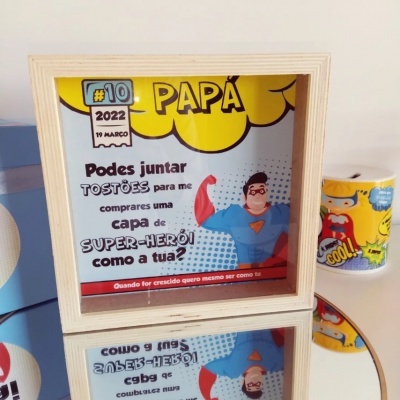 #10
2022
19 MARÇO
PAPÁ
Podes juntar
TOSTÕES para me
comprares uma
capa de
SUPER-HERÓI
como a tua?
Quando for crescido quero mesmo ser como tu
COOL!